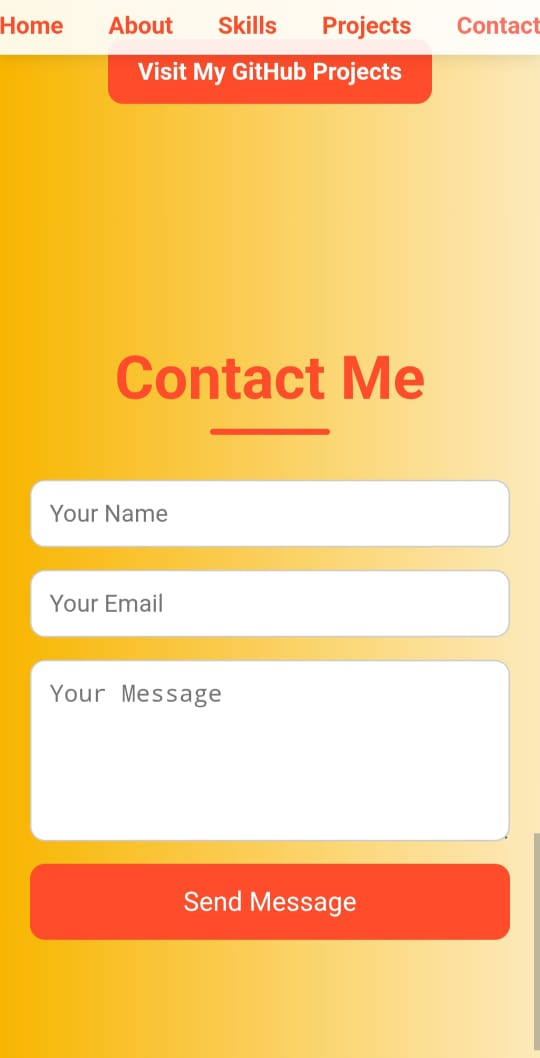 Home About Skills Projects Contact
Visit My GitHub Projects
Contact Me
Your Name
Your Email
Your Message
Send Message